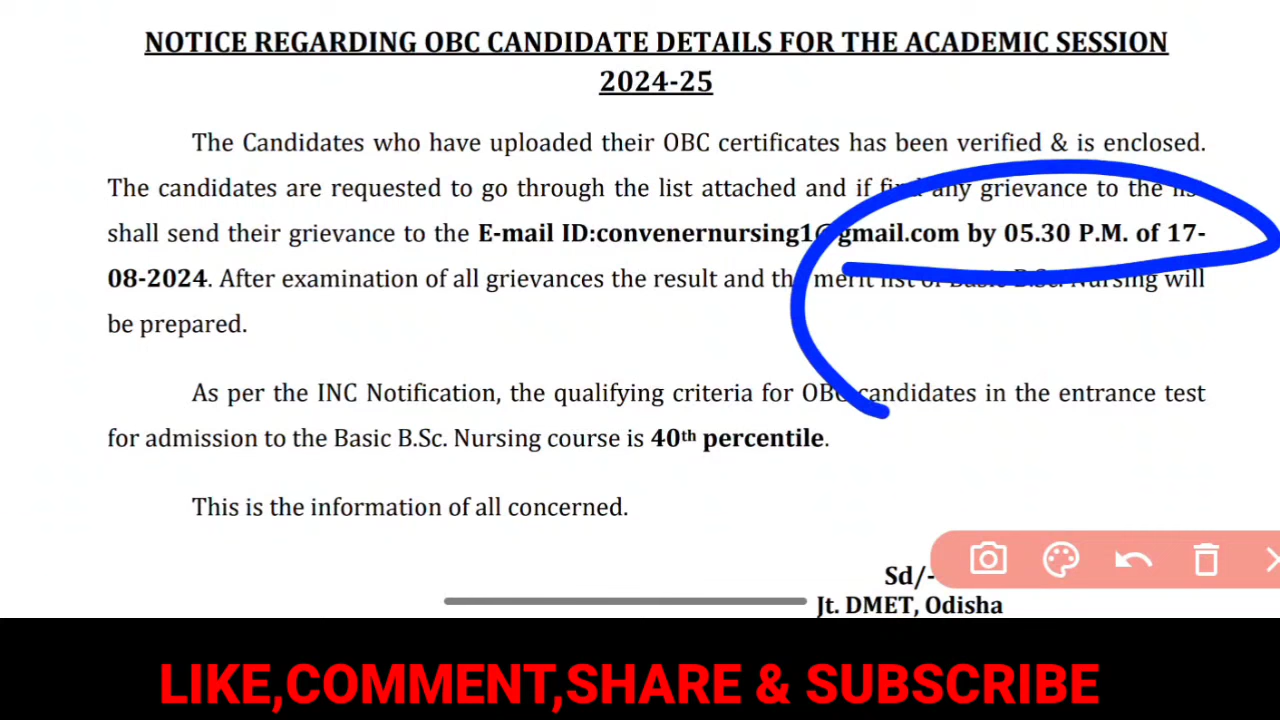 NOTICE REGARDING OBC CANDIDATE DETAILS FOR THE ACADEMIC SESSION
2024-25
The Candidates who have uploaded their OBC certificates has been verified & is enclosed.
The candidates are requested to go through the list attached and if find any grievance to the list
shall send their grievance to the E-mail ID:convenernursing1@gmail.com by 05.30 P.M. of 17-
08-2024. After examination of all grievances the result and the merit list of Basic B.Sc. Nursing will
be prepared.
As per the INC Notification, the qualifying criteria for OBC candidates in the entrance test
for admission to the Basic B.Sc. Nursing course is 40th percentile.
This is the information of all concerned.
Sd/-
Jt. DMET, Odisha
LIKE,COMMENT,SHARE & SUBSCRIBE